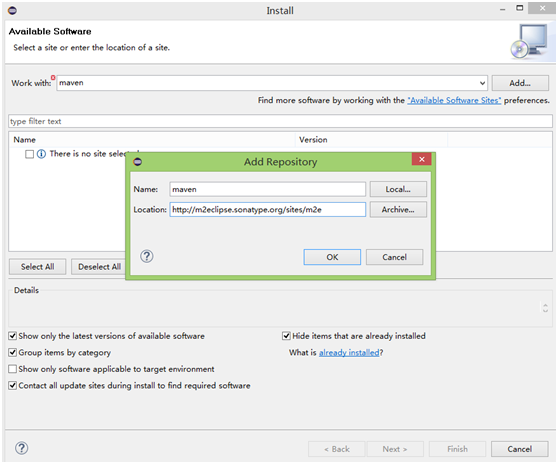 Install
Available Software
Select a site or enter the location of a site.
Work with: maven Add...
Find more software by working with the "Available Software Sites" preferences.
type filter text
Name Version
There is no site selected
Add Repository
Name: maven Local...
Location: http://m2eclipse.sonatype.org/sites/m2e Archive...
OK Cancel
Select All Deselect All
Details
Show only the latest versions of available software Hide items that are already installed
Group items by category What is already installed?
Show only software applicable to target environment
Contact all update sites during install to find required software
< Back Next > Finish Cancel